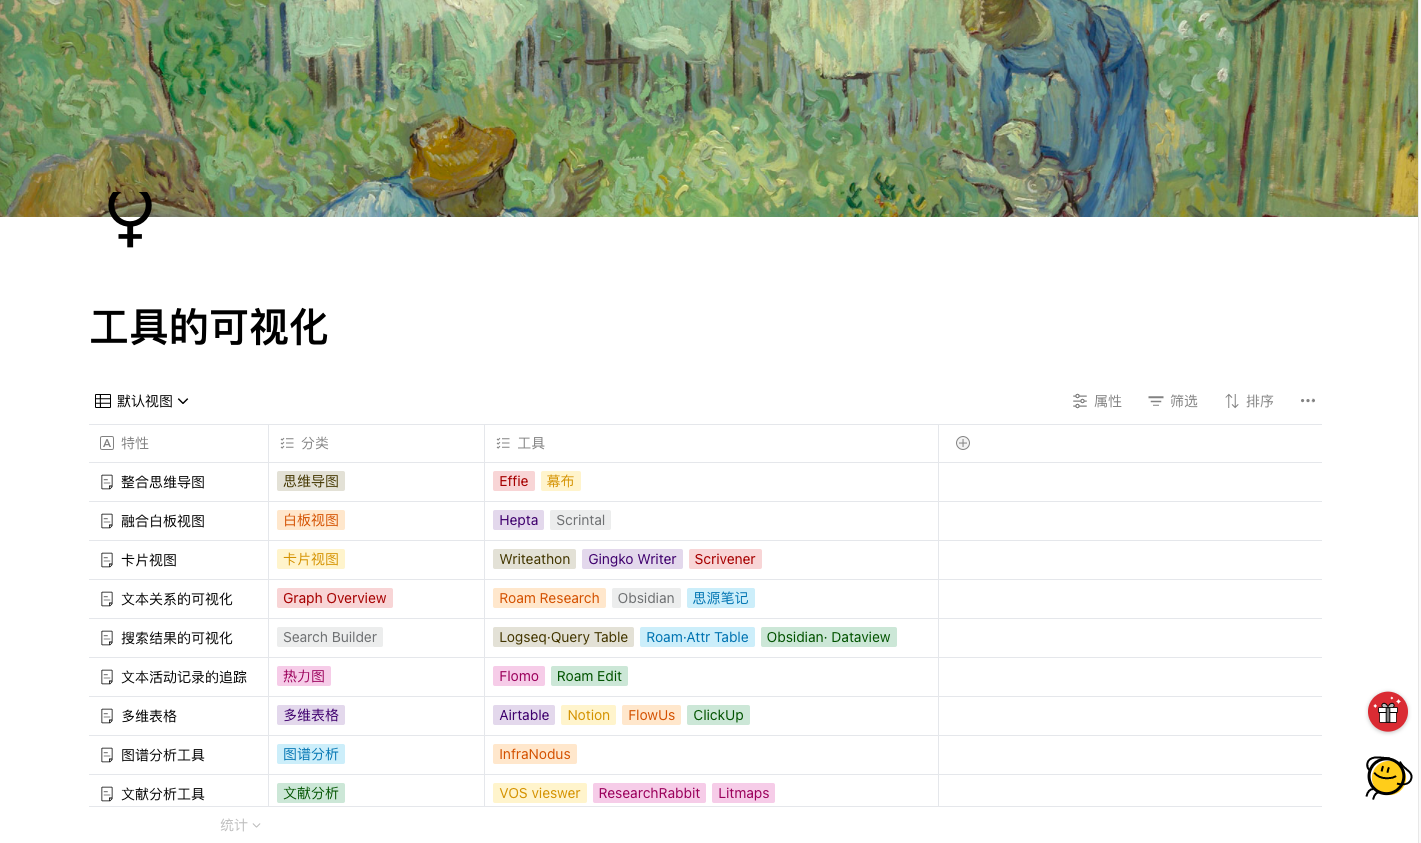 工具的可视化
默认视图 属性 筛选 排序
特性 分类 工具
整合思维导图 思维导图 Effie 幕布
融合白板视图 白板视图 Hepta Scrintal
卡片视图 卡片视图 Writeathon Gingko Writer Scrivener
文本关系的可视化 Graph Overview Roam Research Obsidian 思源笔记
搜索结果的可视化 Search Builder Logseq·Query Table Roam·Attr Table Obsidian· Dataview
文本活动记录的追踪 热力图 Flomo Roam Edit
多维表格 多维表格 Airtable Notion FlowUs ClickUp
图谱分析工具 图谱分析 InfraNodus
文献分析工具 文献分析 VOS vieswer ResearchRabbit Litmaps
统计